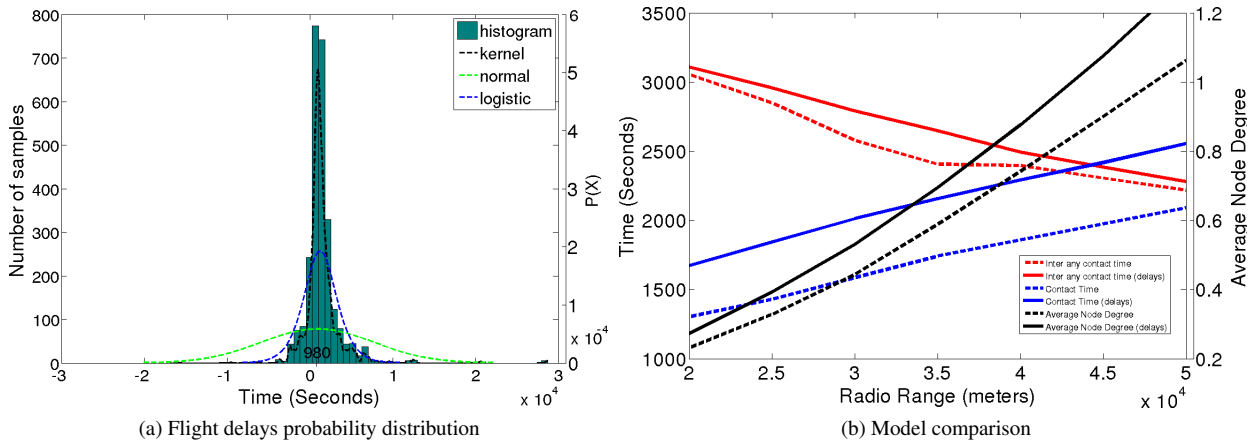 800
700
600
500
400
300
200
100
0
Number of samples
6
5
4
3
2
1
0
P(X)
x 10^-4
histogram
kernel
normal
logistic
980
-3 -2 -1 0 1 2 3
x 10^4
Time (Seconds)
(a) Flight delays probability distribution
3500
3000
2500
2000
1500
1000
Time (Seconds)
1.2
1
0.8
0.6
0.4
0.2
Average Node Degree
Inter any contact time
Inter any contact time (delays)
Contact Time
Contact Time (delays)
Average Node Degree
Average Node Degree (delays)
2.0 2.5 3.0 3.5 4.0 4.5 5.0
x 10^4
Radio Range (meters)
(b) Model comparison